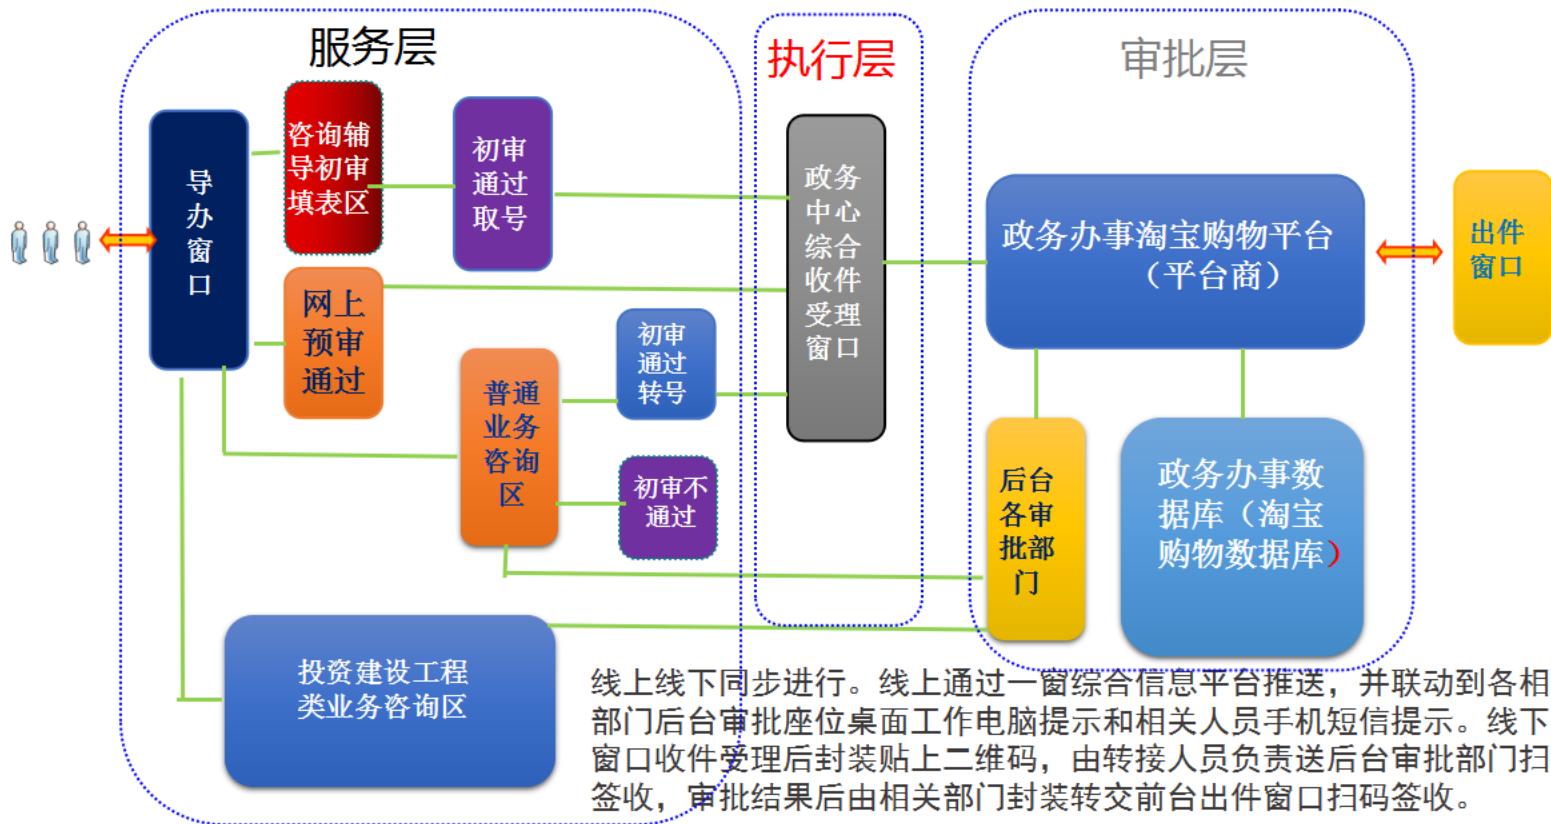 服务层
执行层
审批层
导
办
窗
口
咨询辅
导初审
填表区
初审
通过
取号
网上
预审
通过
普通
业务
咨询
区
初审
通过
转号
初审不
通过
投资建设工程
类业务咨询区
政务
中心
综合
收件
受理
窗口
政务办事淘宝购物平台
（平台商）
后台
各审
批部
门
政务办事数
据库（淘宝
购物数据库）
出件
窗口
线上线下同步进行。线上通过一窗综合信息平台推送，并联动到各相
部门后台审批座位桌面工作电脑提示和相关人员手机短信提示。线下
窗口收件受理后封装贴上二维码，由转接人员负责送后台审批部门扫
签收，审批结果后由相关部门封装转交前台出件窗口扫码签收。